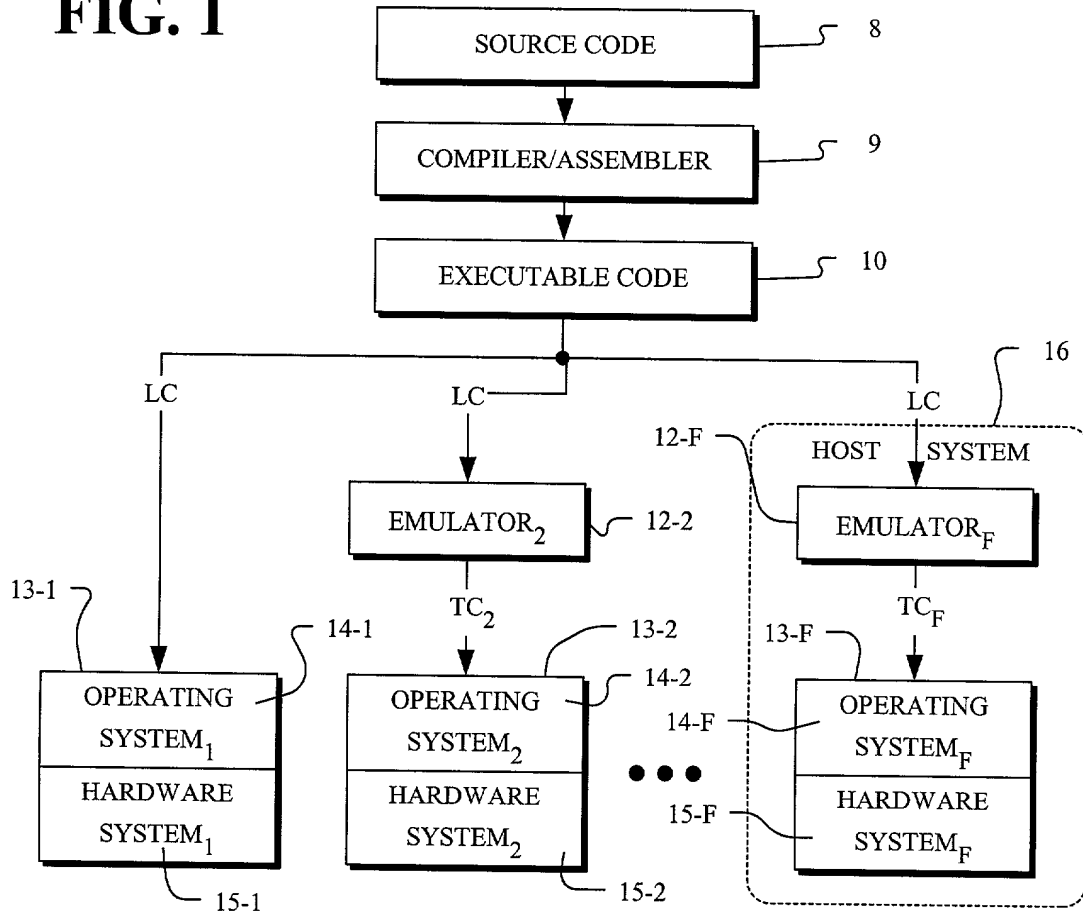 FIG. 1
SOURCE CODE
8
COMPILER/ASSEMBLER
9
EXECUTABLE CODE
10
LC
LC
LC
16
12-F
HOST SYSTEM
EMULATOR2
12-2
EMULATORF
13-1
14-1
TC2
13-2
TCF
13-F
OPERATING
SYSTEM1
14-2
OPERATING
SYSTEM2
14-F
OPERATING
SYSTEMF
HARDWARE
SYSTEM1
HARDWARE
SYSTEM2
15-F
HARDWARE
SYSTEMF
15-1
15-2